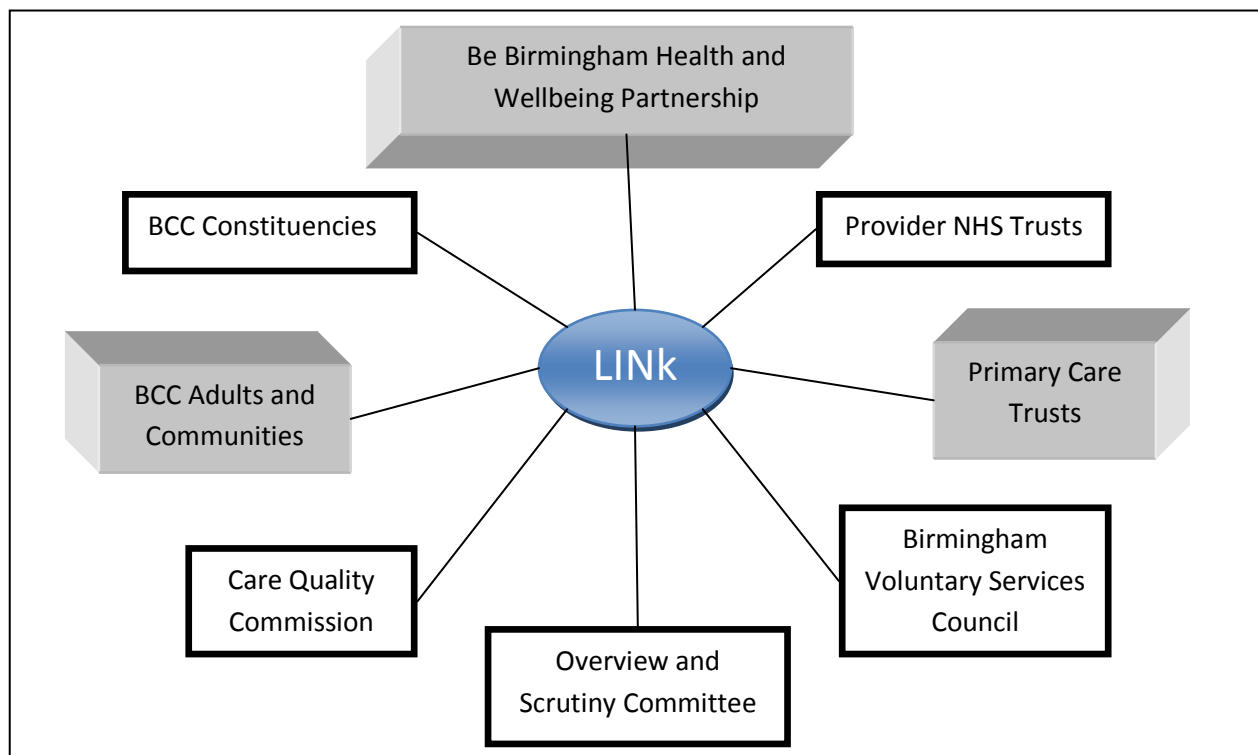 Be Birmingham Health and
Wellbeing Partnership
BCC Constituencies
Provider NHS Trusts
LINk
BCC Adults and
Communities
Primary Care
Trusts
Care Quality
Commission
Birmingham
Voluntary Services
Council
Overview and
Scrutiny Committee